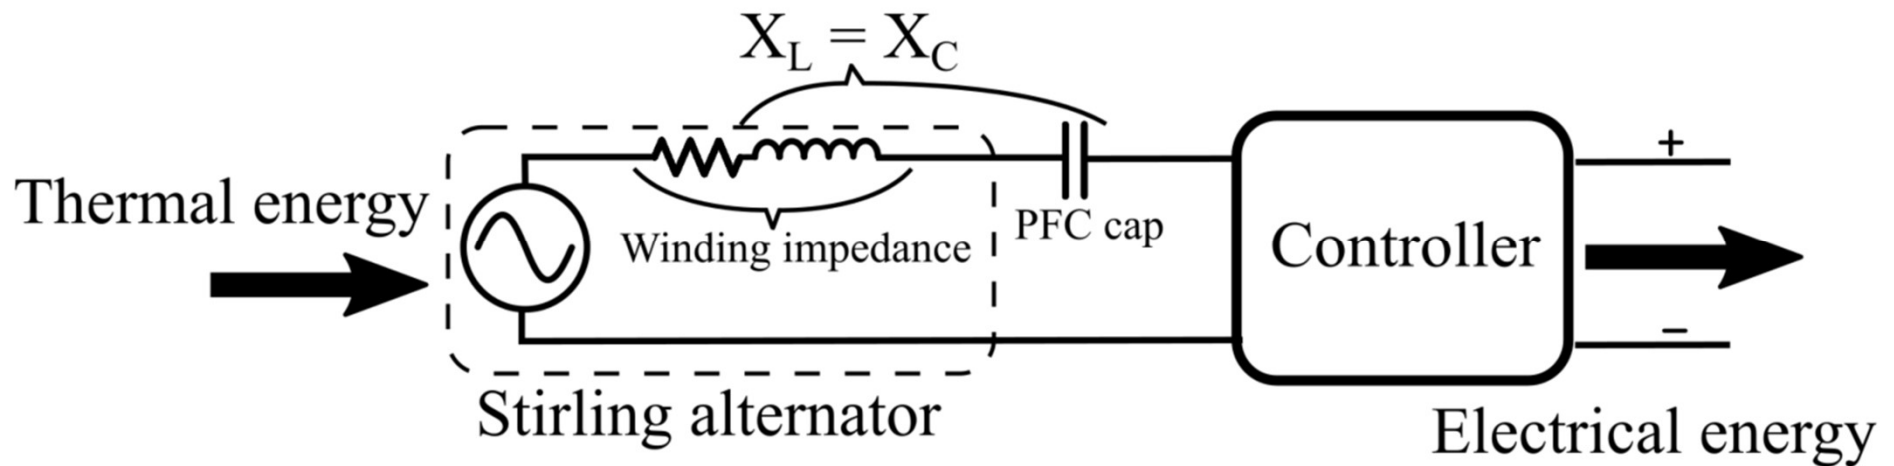 X_L = X_C
Thermal energy
Winding impedance
PFC cap
Controller
+
−
Stirling alternator
Electrical energy